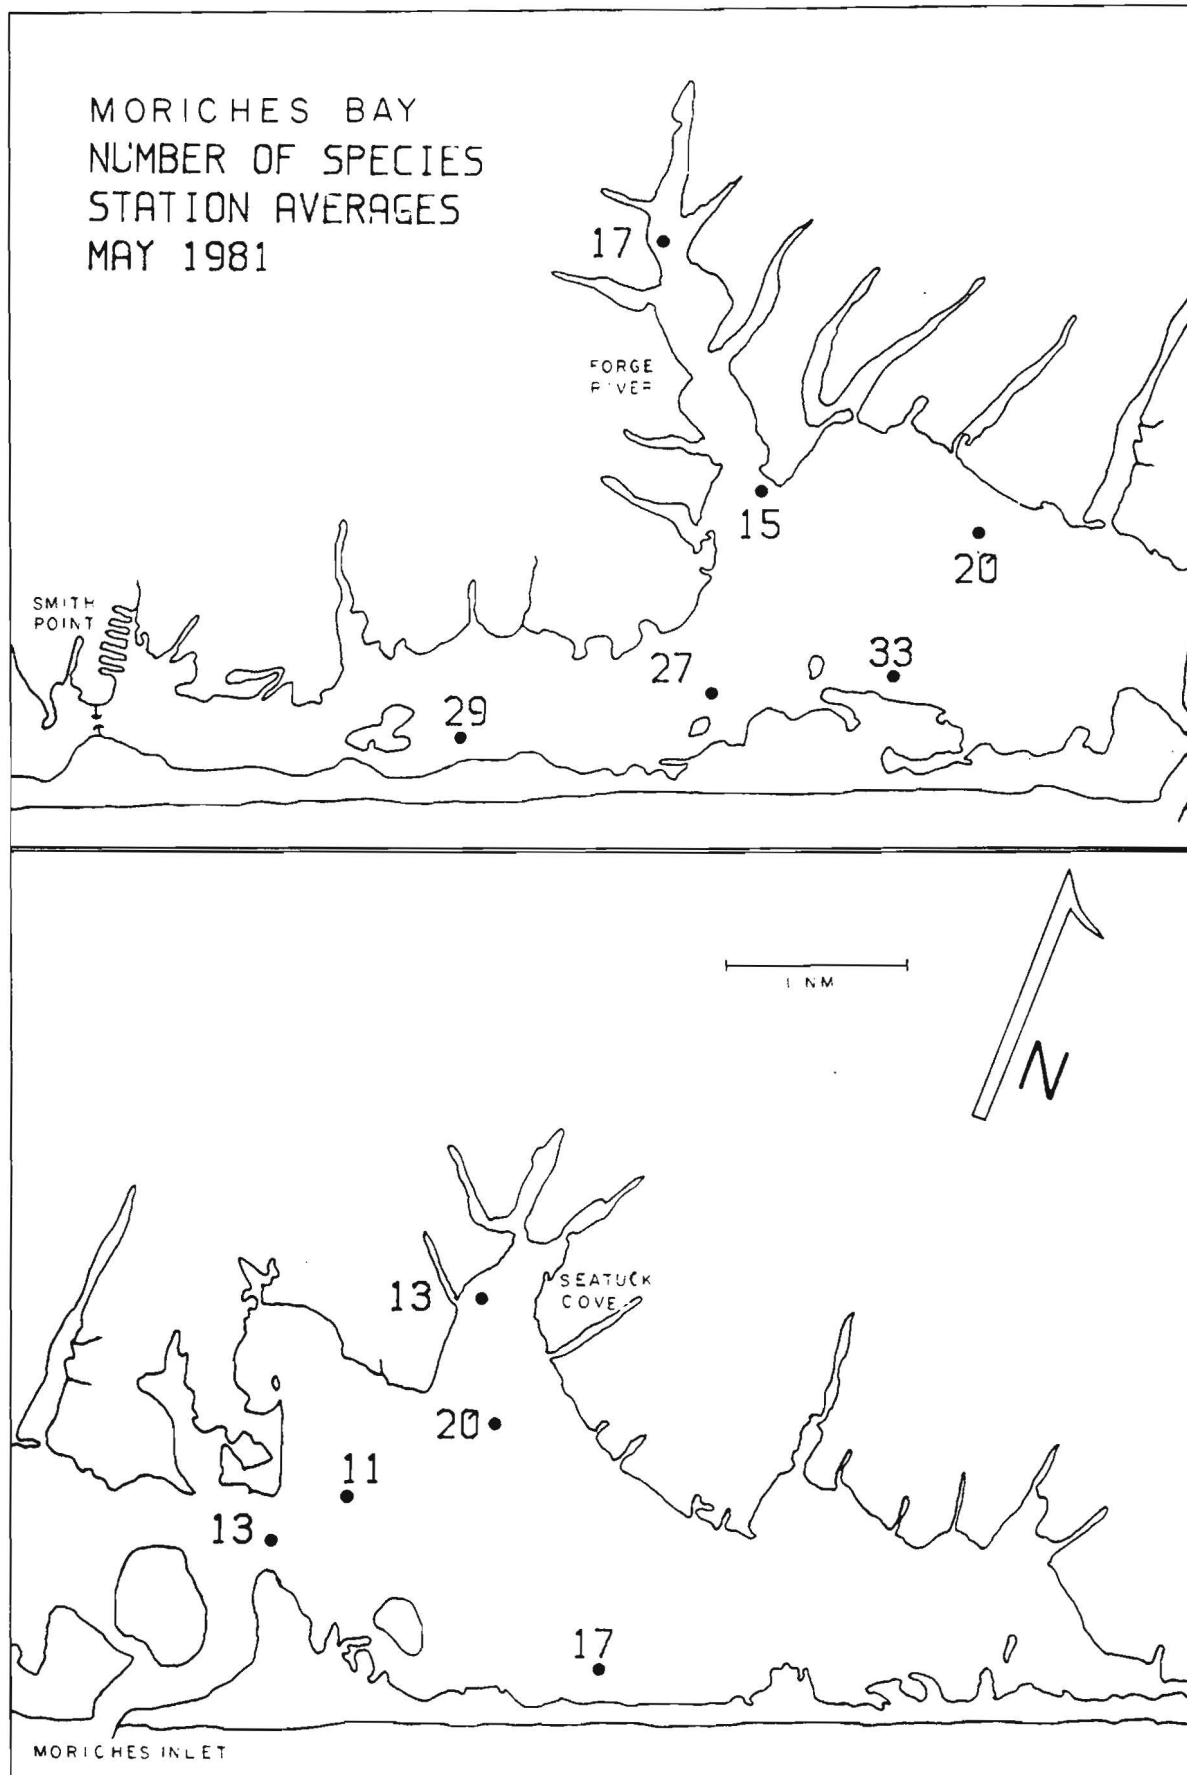 MORICHES BAY
NUMBER OF SPECIES
STATION AVERAGES
MAY 1981
17
FORGE
RIVER
15
20
SMITH
POINT
33
27
29
1 NM
N
SEATUCK
COVE
13
20
11
13
17
MORICHES INLET